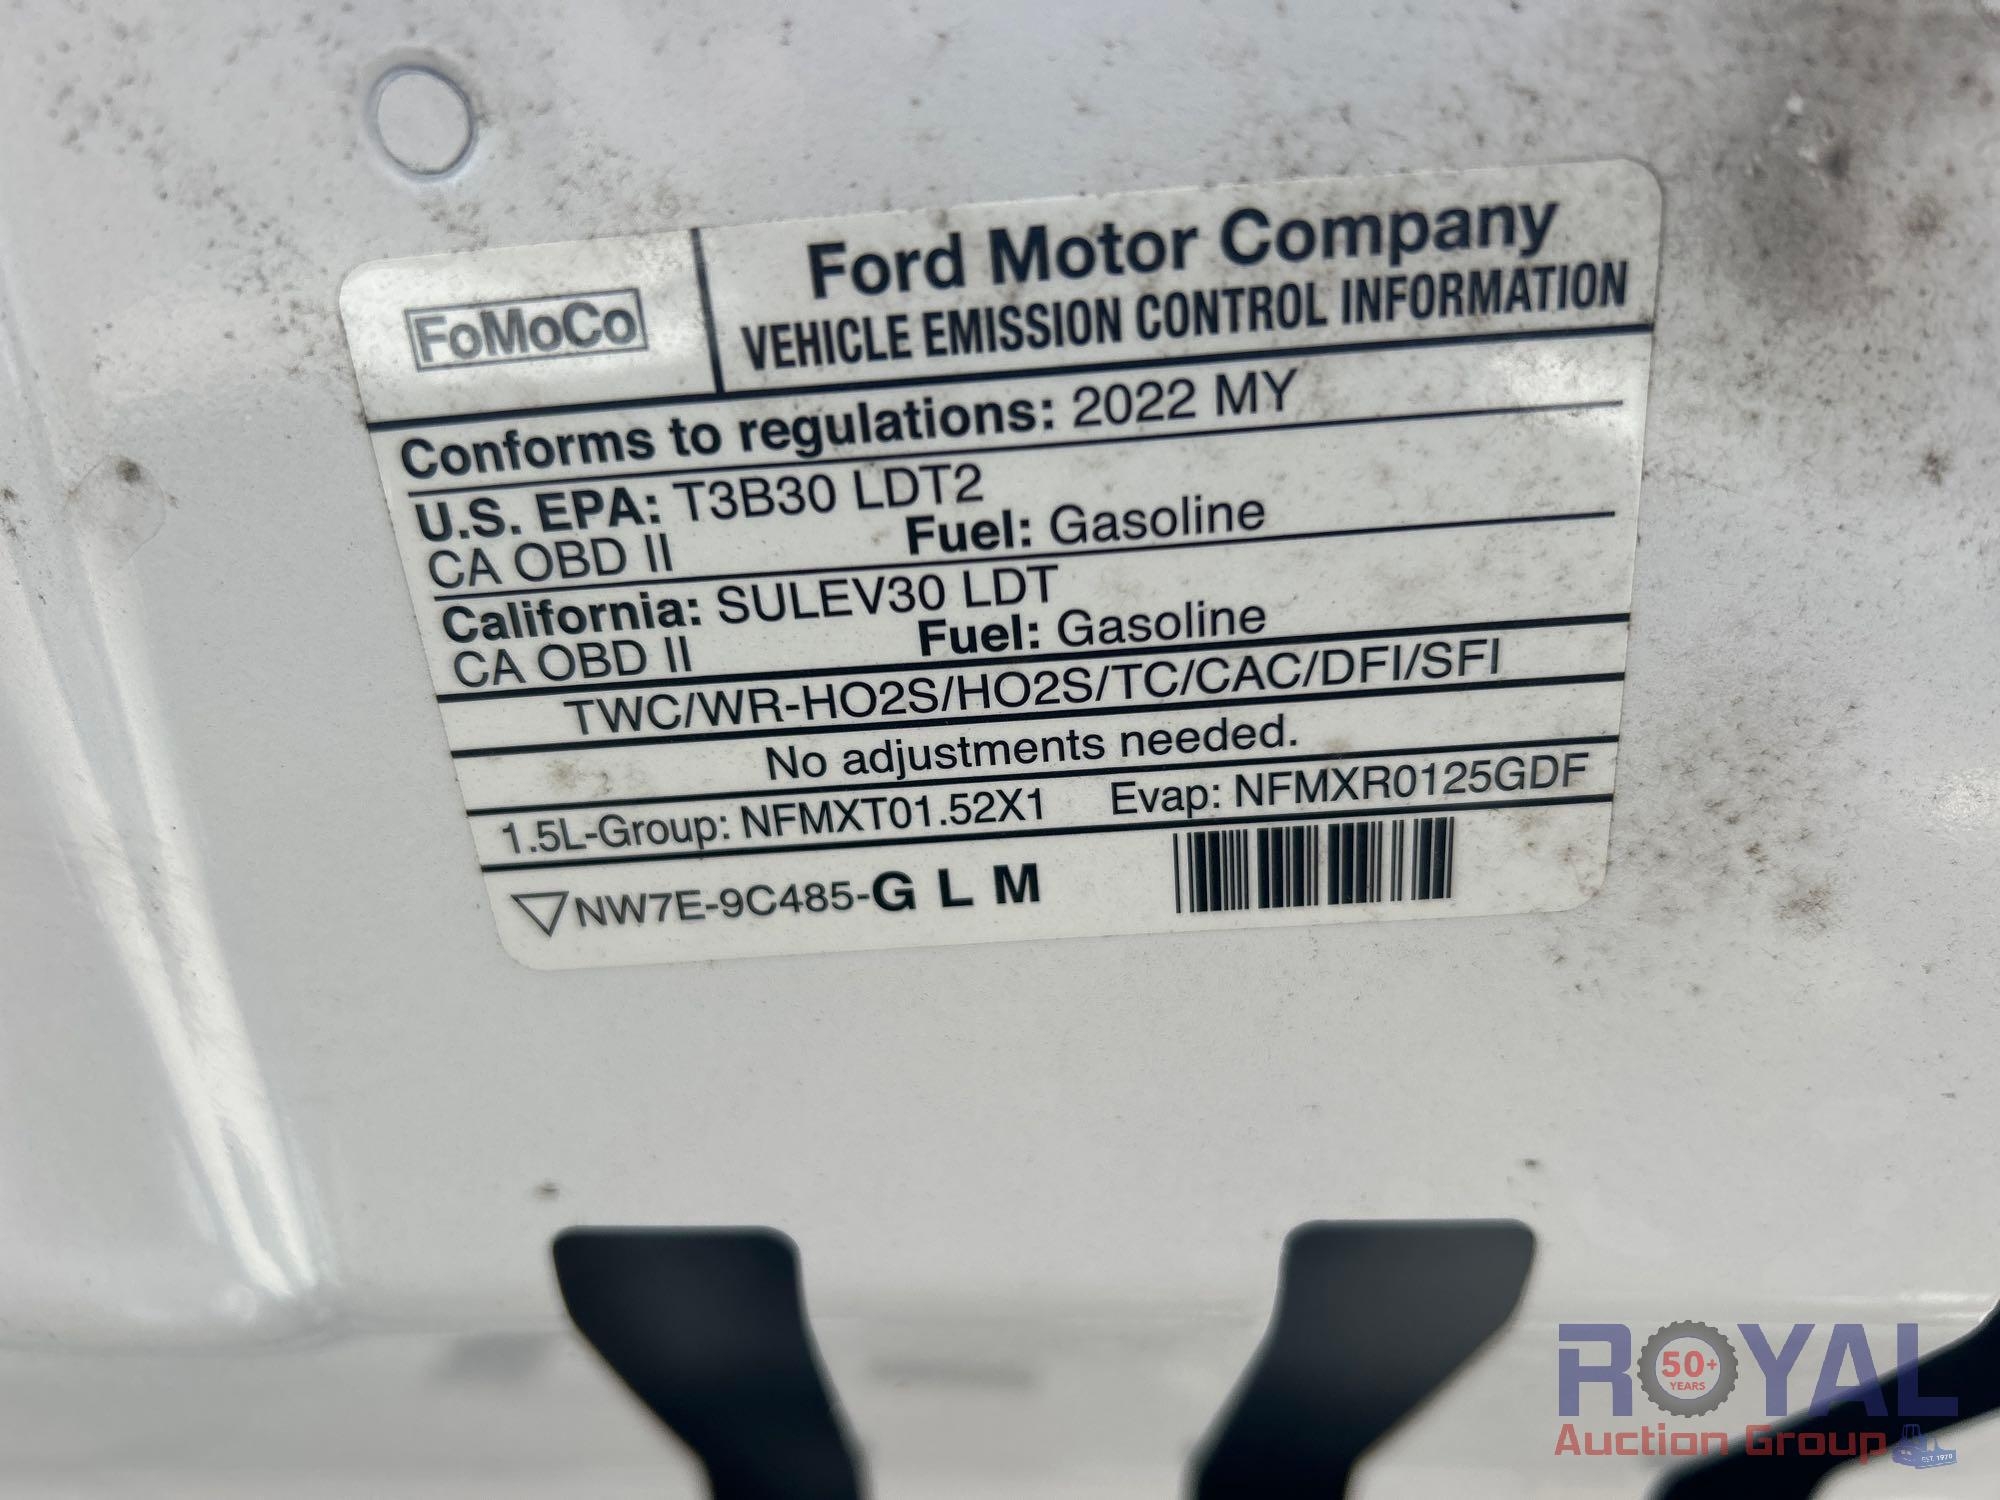 FoMoCo
Ford Motor Company
VEHICLE EMISSION CONTROL INFORMATION
Conforms to regulations: 2022 MY
U.S. EPA: T3B30 LDT2
CA OBD II Fuel: Gasoline
California: SULEV30 LDT
CA OBD II Fuel: Gasoline
TWC/WR-HO2S/HO2S/TC/CAC/DFI/SFI
No adjustments needed.
1.5L-Group: NFMXT01.52X1 Evap: NFMXR0125GDF
NW7E-9C485-G L M
ROYAL
50+
YEARS
Auction Group
EST. 1970